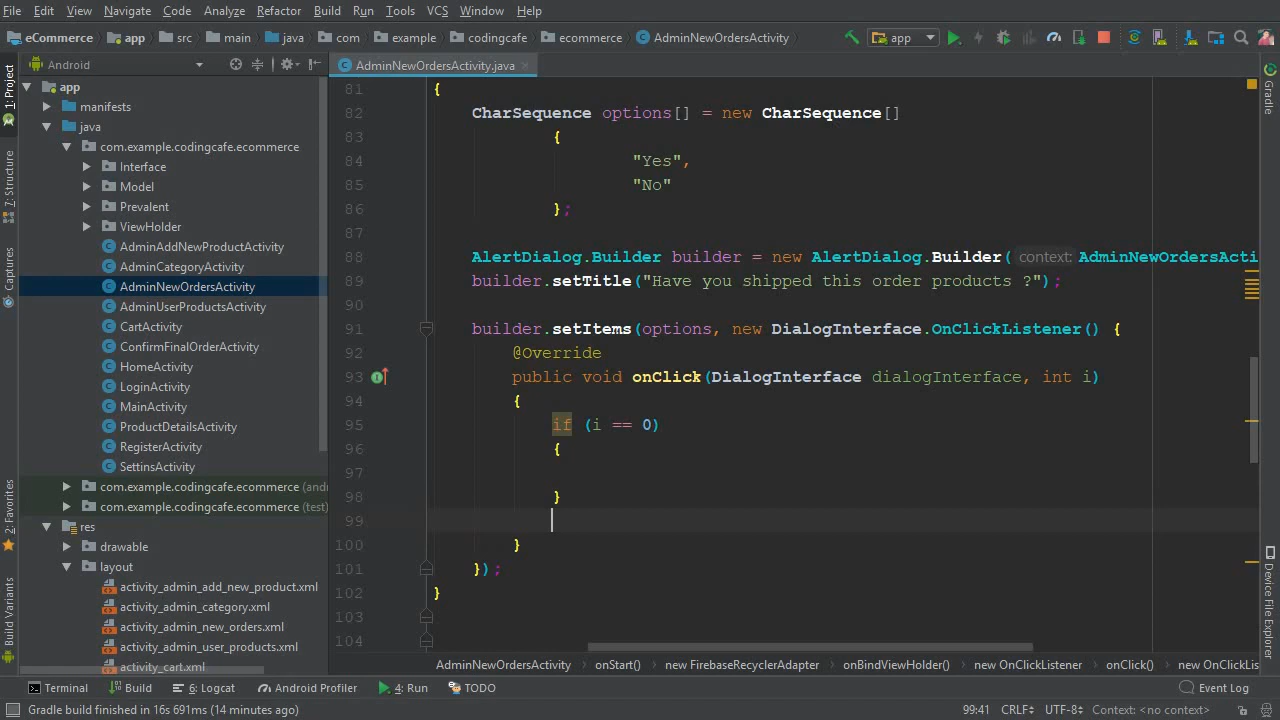 File Edit View Navigate Code Analyze Refactor Build Run Tools VCS Window Help
eCommerce app src main java com example codingcafe ecommerce AdminNewOrdersActivity app
Android AdminNewOrdersActivity.java
1: Project
7: Structure
Captures
2: Favorites
Build Variants
app
manifests
java
com.example.codingcafe.ecommerce
Interface
Model
Prevalent
ViewHolder
AdminAddNewProductActivity
AdminCategoryActivity
AdminNewOrdersActivity
AdminUserProductsActivity
CartActivity
ConfirmFinalOrderActivity
HomeActivity
LoginActivity
MainActivity
ProductDetailsActivity
RegisterActivity
SettinsActivity
com.example.codingcafe.ecommerce (and
com.example.codingcafe.ecommerce (test)
res
drawable
layout
activity_admin_add_new_product.xml
activity_admin_category.xml
activity_admin_new_orders.xml
activity_admin_user_products.xml
activity_cart.xml
81 {
82 CharSequence options[] = new CharSequence[]
83 {
84 "Yes",
85 "No"
86 };
87
88 AlertDialog.Builder builder = new AlertDialog.Builder( context: AdminNewOrdersActi
89 builder.setTitle("Have you shipped this order products ?");
90
91 builder.setItems(options, new DialogInterface.OnClickListener() {
92 @Override
93 public void onClick(DialogInterface dialogInterface, int i)
94 {
95 if (i == 0)
96 {
97
98 }
99
100 }
101 });
102 }
103
104
Gradle
Device File Explorer
AdminNewOrdersActivity onStart() new FirebaseRecyclerAdapter onBindViewHolder() new OnClickListener onClick() new OnClickLis
Terminal Build 6: Logcat Android Profiler 4: Run TODO Event Log
Gradle build finished in 16s 691ms (14 minutes ago) 99:41 CRLF UTF-8 Context: <no context>